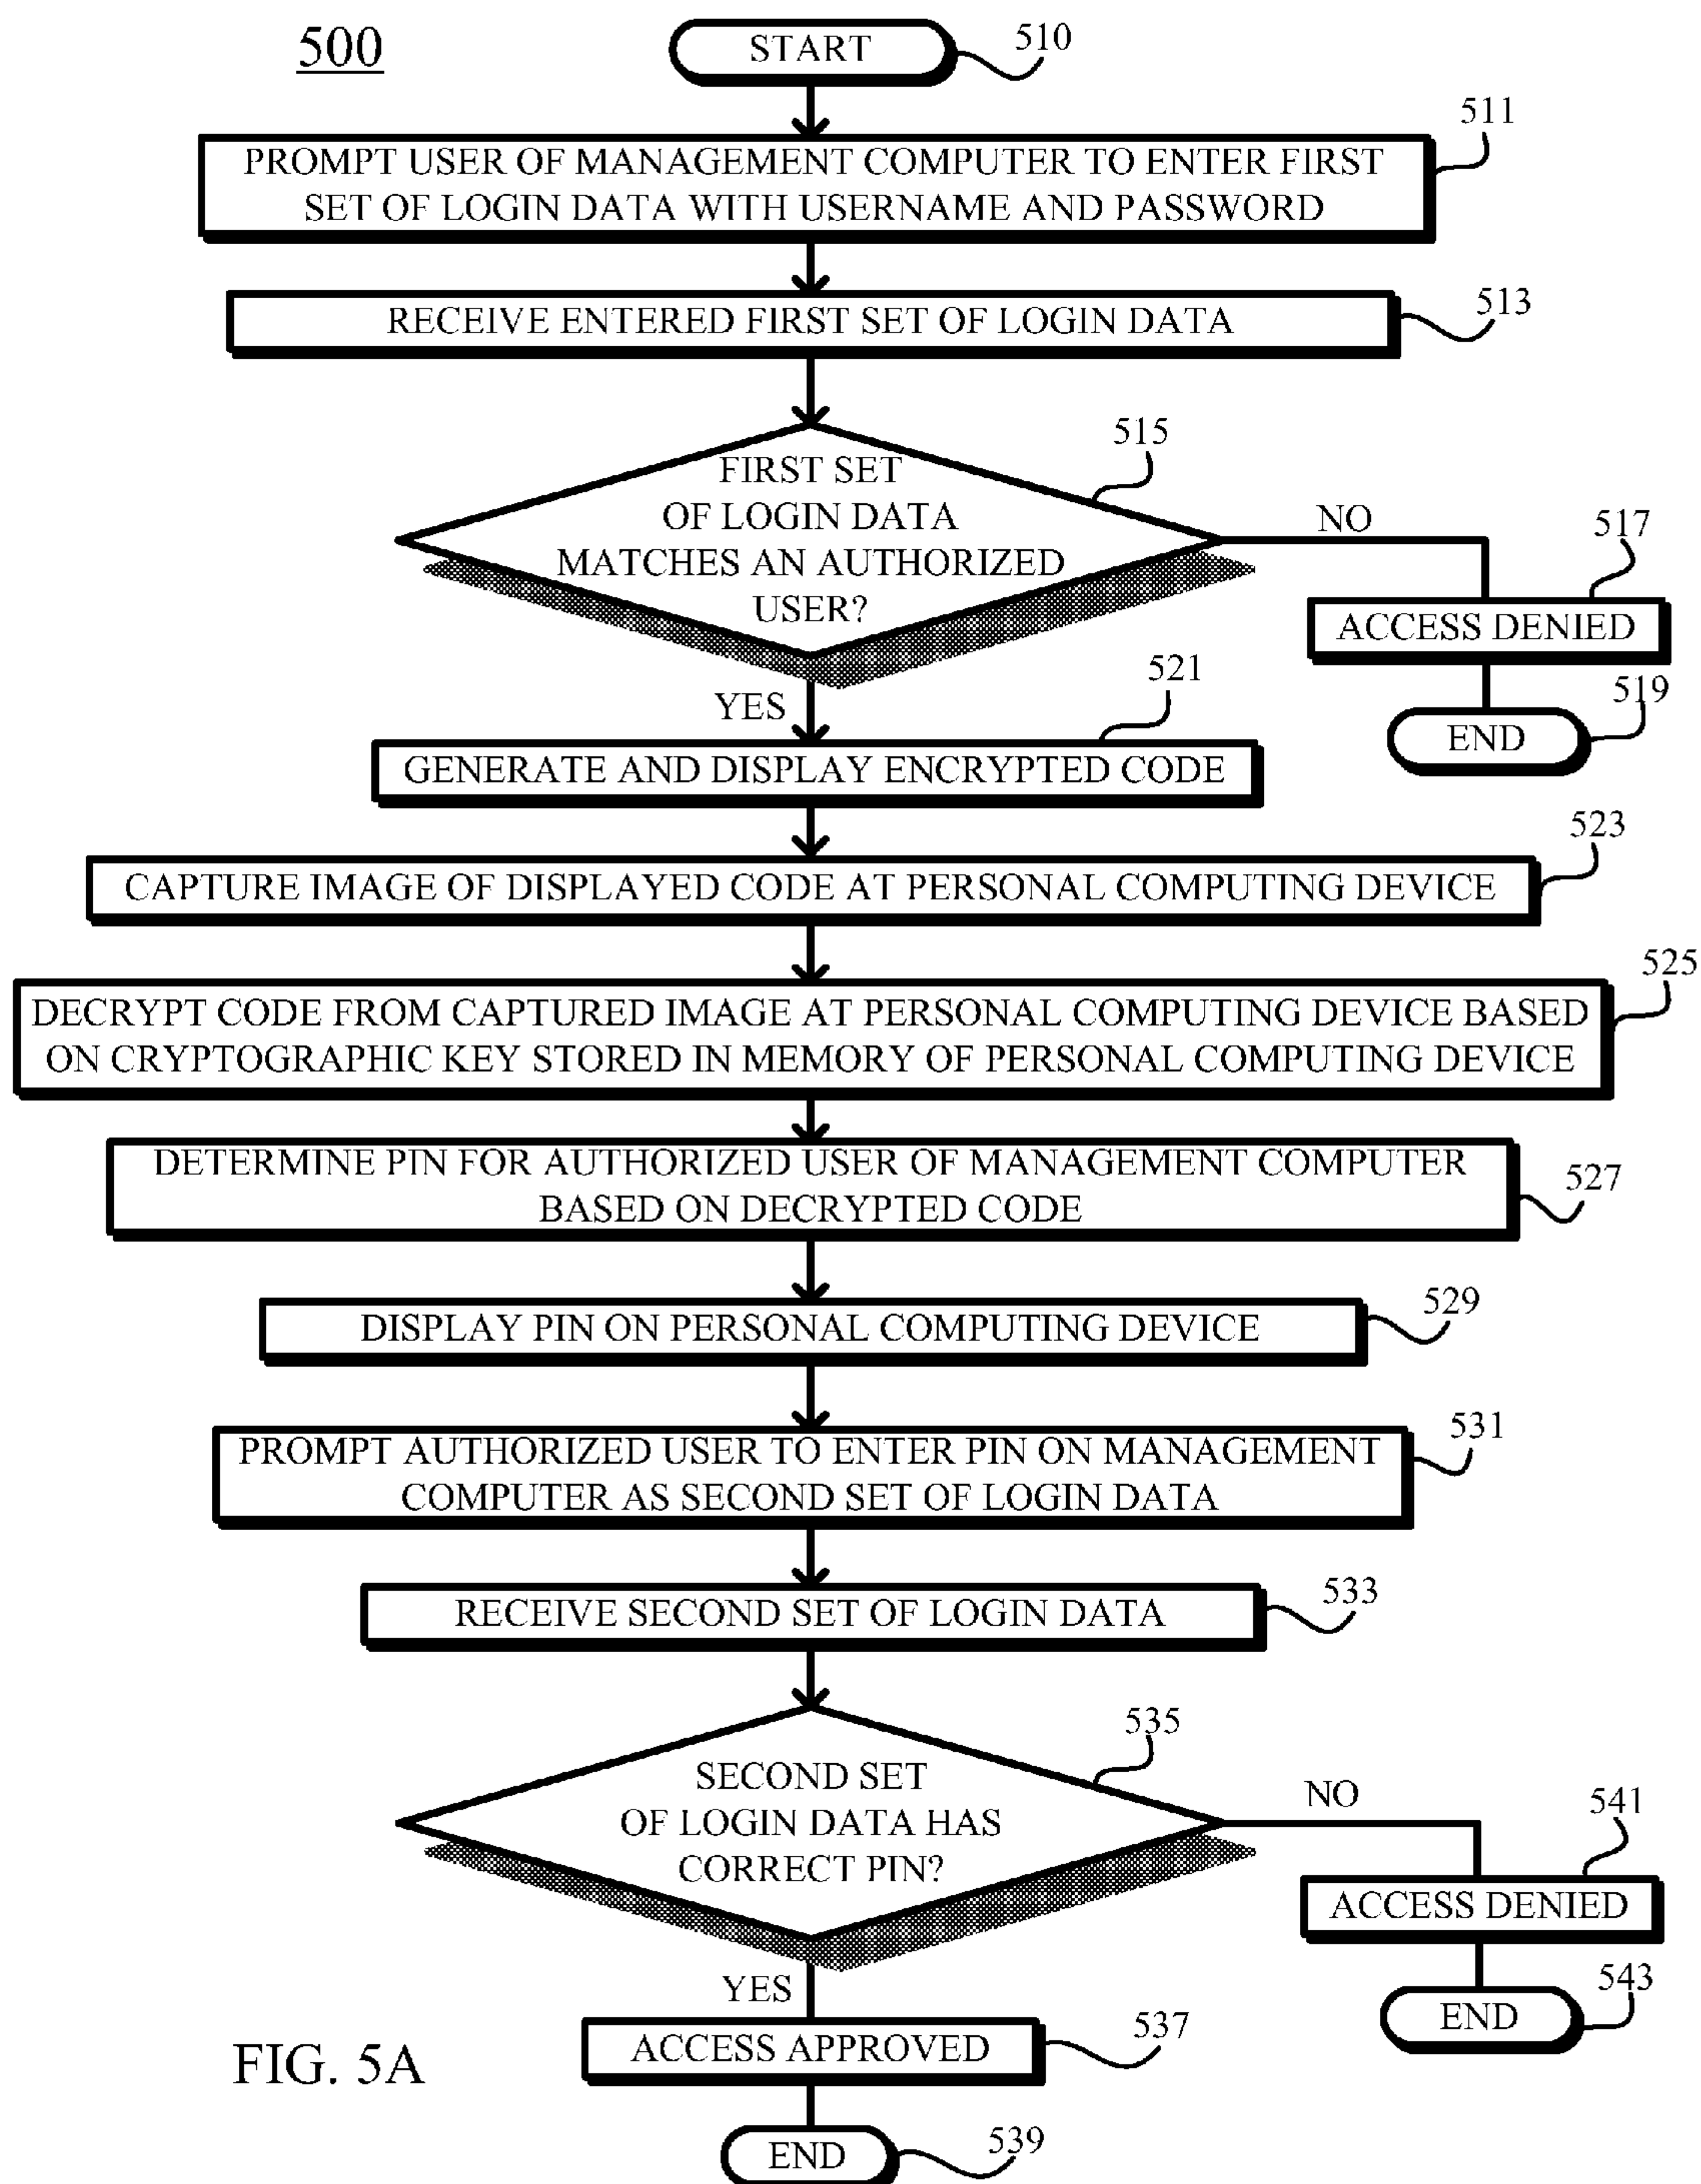 500
START
510
511
PROMPT USER OF MANAGEMENT COMPUTER TO ENTER FIRST
SET OF LOGIN DATA WITH USERNAME AND PASSWORD
513
RECEIVE ENTERED FIRST SET OF LOGIN DATA
515
FIRST SET
OF LOGIN DATA
MATCHES AN AUTHORIZED
USER?
NO
517
ACCESS DENIED
519
END
YES
521
GENERATE AND DISPLAY ENCRYPTED CODE
523
CAPTURE IMAGE OF DISPLAYED CODE AT PERSONAL COMPUTING DEVICE
525
DECRYPT CODE FROM CAPTURED IMAGE AT PERSONAL COMPUTING DEVICE BASED
ON CRYPTOGRAPHIC KEY STORED IN MEMORY OF PERSONAL COMPUTING DEVICE
DETERMINE PIN FOR AUTHORIZED USER OF MANAGEMENT COMPUTER
BASED ON DECRYPTED CODE
527
529
DISPLAY PIN ON PERSONAL COMPUTING DEVICE
531
PROMPT AUTHORIZED USER TO ENTER PIN ON MANAGEMENT
COMPUTER AS SECOND SET OF LOGIN DATA
533
RECEIVE SECOND SET OF LOGIN DATA
535
SECOND SET
OF LOGIN DATA HAS
CORRECT PIN?
NO
541
ACCESS DENIED
543
END
YES
537
ACCESS APPROVED
FIG. 5A
539
END